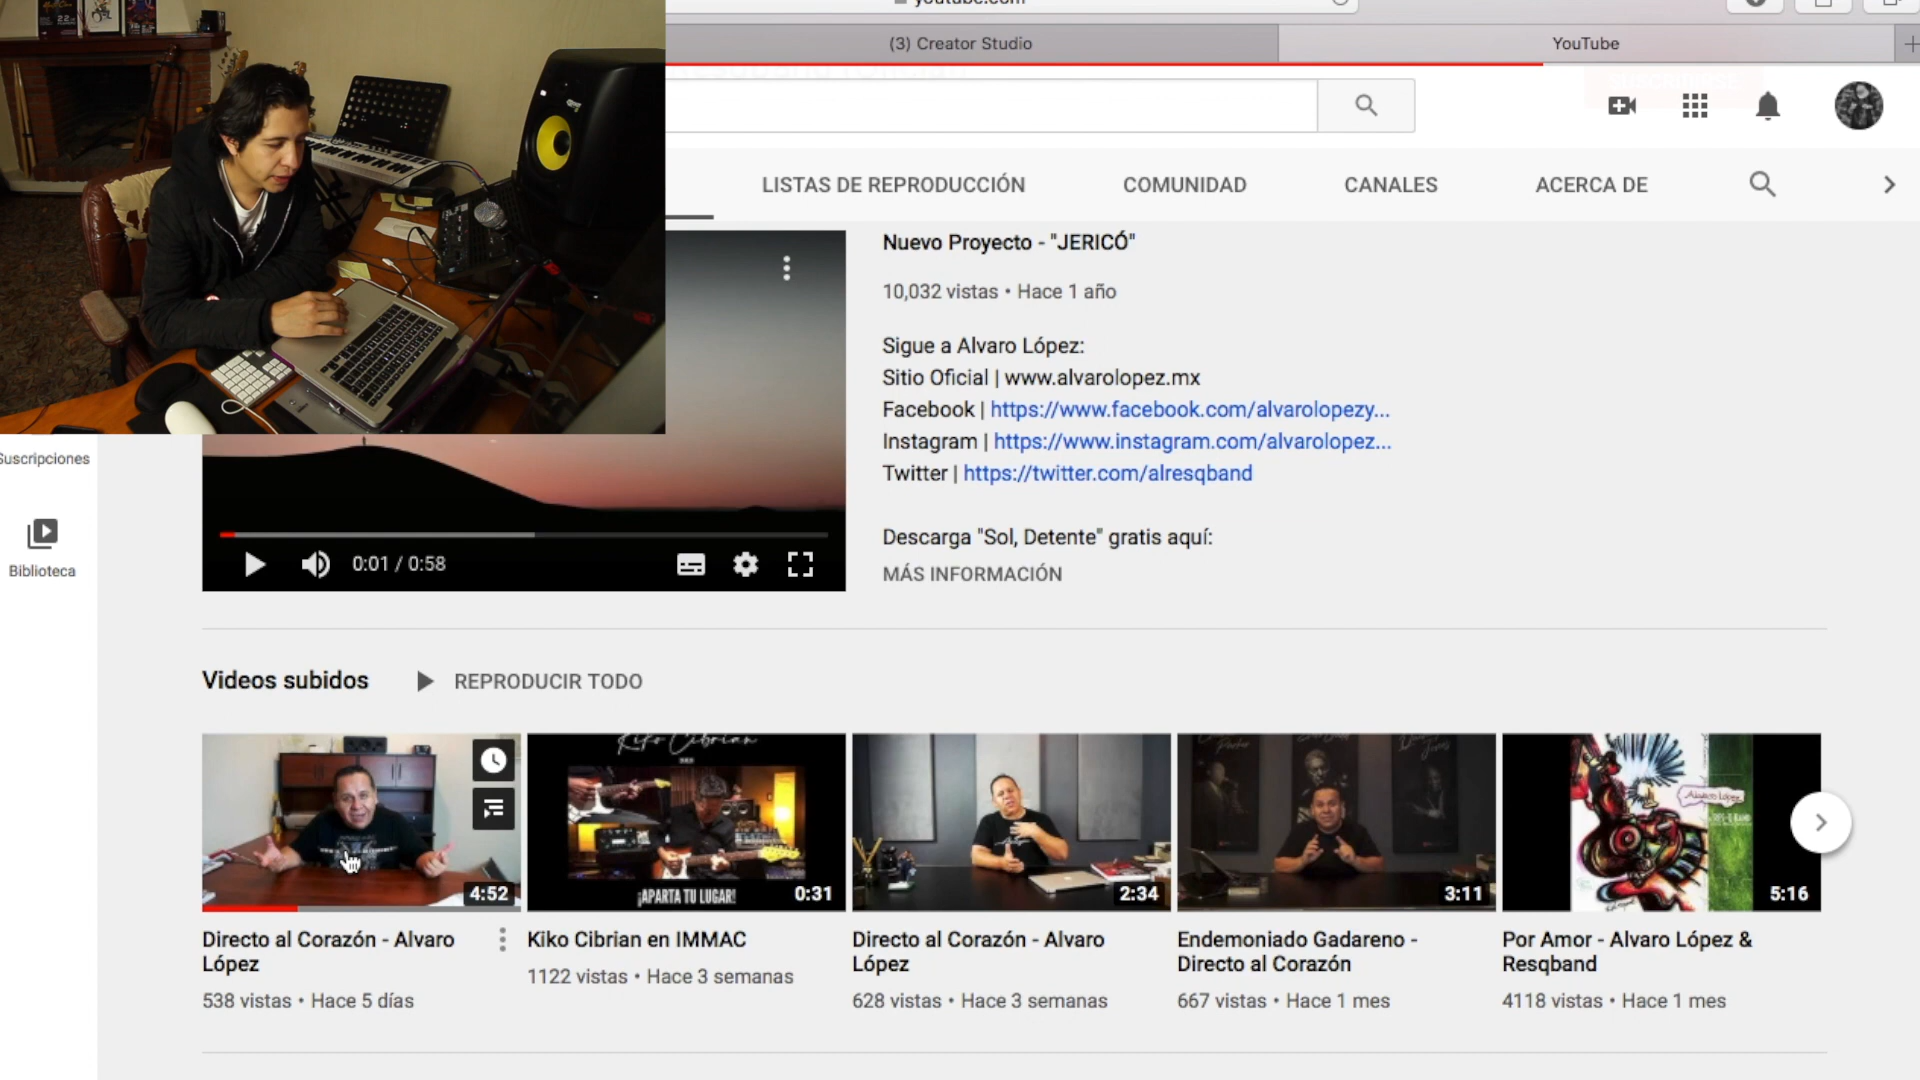 youtube.com
(3) Creator Studio
YouTube
LISTAS DE REPRODUCCIÓN
COMUNIDAD
CANALES
ACERCA DE
Nuevo Proyecto - "JERICÓ"
10,032 vistas • Hace 1 año
Sigue a Alvaro López:
Sitio Oficial | www.alvarolopez.mx
Facebook | https://www.facebook.com/alvarolopezy...
Instagram | https://www.instagram.com/alvarolopez...
Twitter | https://twitter.com/alresqband
Descarga "Sol, Detente" gratis aquí:
MÁS INFORMACIÓN
Suscripciones
Biblioteca
0:01 / 0:58
Videos subidos
REPRODUCIR TODO
4:52
Kiko Cibrian
¡APARTA TU LUGAR!
0:31
2:34
3:11
Alvaro López
5:16
Directo al Corazón - Alvaro
López
538 vistas • Hace 5 días
Kiko Cibrian en IMMAC
1122 vistas • Hace 3 semanas
Directo al Corazón - Alvaro
López
628 vistas • Hace 3 semanas
Endemoniado Gadareno -
Directo al Corazón
667 vistas • Hace 1 mes
Por Amor - Alvaro López &
Resqband
4118 vistas • Hace 1 mes